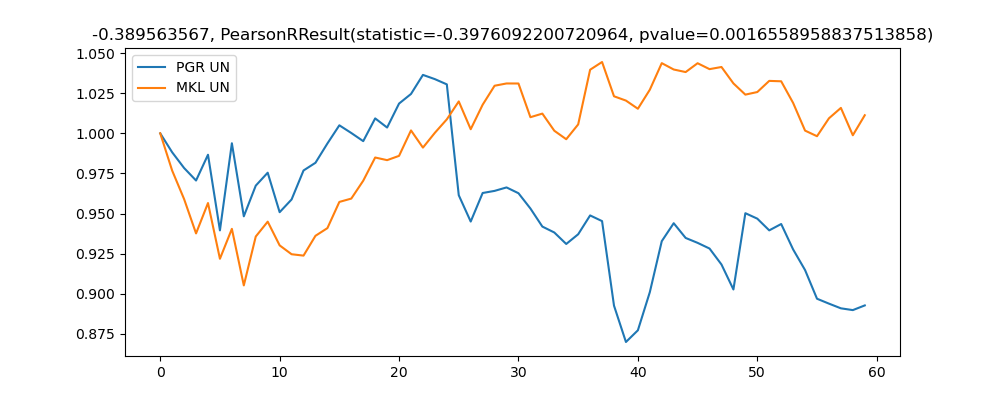 -0.389563567, PearsonRResult(statistic=-0.3976092200720964, pvalue=0.0016558958837513858)
1.050
1.025
1.000
0.975
0.950
0.925
0.900
0.875
PGR UN
MKL UN
0 10 20 30 40 50 60